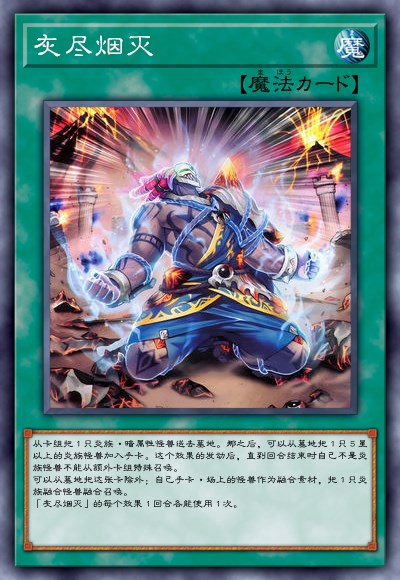 灰尽烟灭
魔
【魔法カード】
ま ほう
从卡组把1只炎族·暗属性怪兽送去墓地。那之后，可以从墓地把1只5星
以上的炎族怪兽加入手卡。这个效果的发动后，直到回合结束时自己不是炎
族怪兽不能从额外卡组特殊召唤。
可以从墓地把这张卡除外；自己手卡·场上的怪兽作为融合素材，把1只炎
族融合怪兽融合召唤。
「灰尽烟灭」的每个效果1回合各能使用1次。